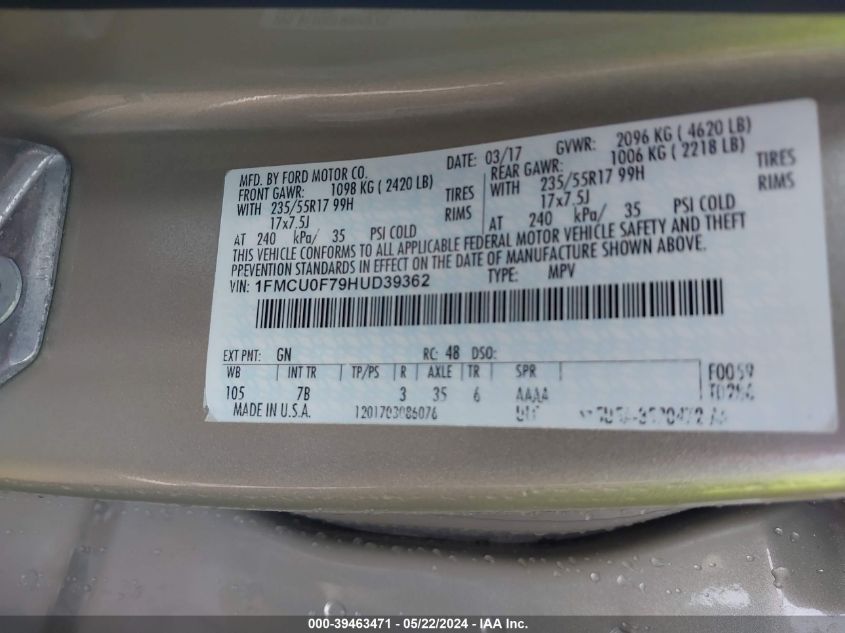 MFD. BY FORD MOTOR CO. DATE: 03/17 GVWR: 2096 KG ( 4620 LB)
FRONT GAWR: 1098 KG ( 2420 LB) REAR GAWR: 1006 KG ( 2218 LB)
WITH 235/55R17 99H TIRES WITH 235/55R17 99H TIRES
17x7.5J RIMS 17x7.5J RIMS
AT 240 kPa/ 35 PSI COLD AT 240 kPa/ 35 PSI COLD
THIS VEHICLE CONFORMS TO ALL APPLICABLE FEDERAL MOTOR VEHICLE SAFETY AND THEFT
PREVENTION STANDARDS IN EFFECT ON THE DATE OF MANUFACTURE SHOWN ABOVE.
VIN: 1FMCU0F79HUD39362 TYPE: MPV
EXT PNT: GN RC: 48 DSO:
WB INT TR TP/PS R AXLE TR SPR F0059
105 7B 3 35 6 AAAA
MADE IN U.S.A. 1201703086076
000-39463471 - 05/22/2024 - IAA Inc.